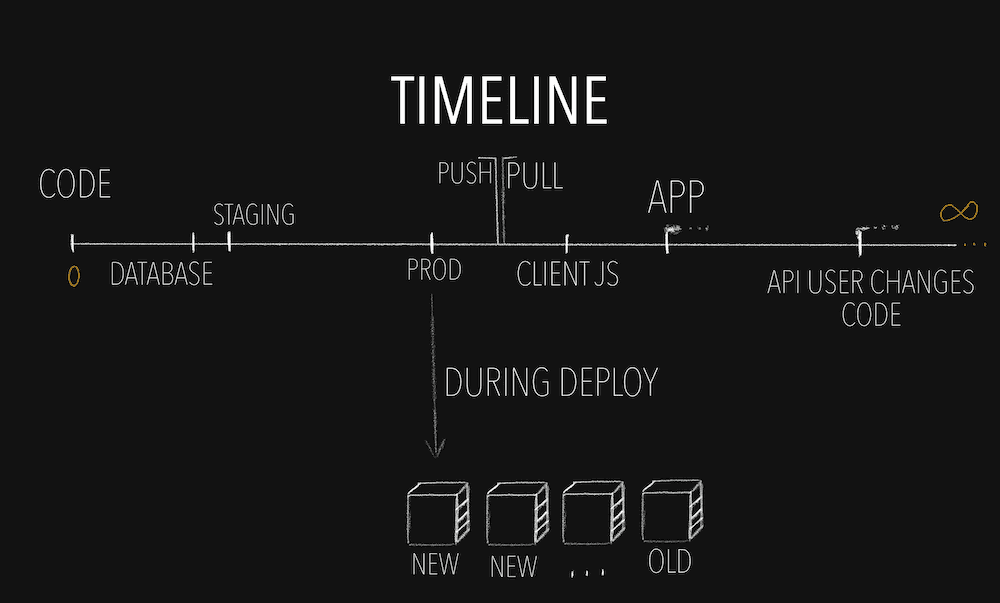 TIMELINE
PUSH PULL
CODE
APP
STAGING
∞
0
DATABASE
PROD
CLIENT JS
API USER CHANGES
CODE
DURING DEPLOY
NEW
NEW
...
OLD